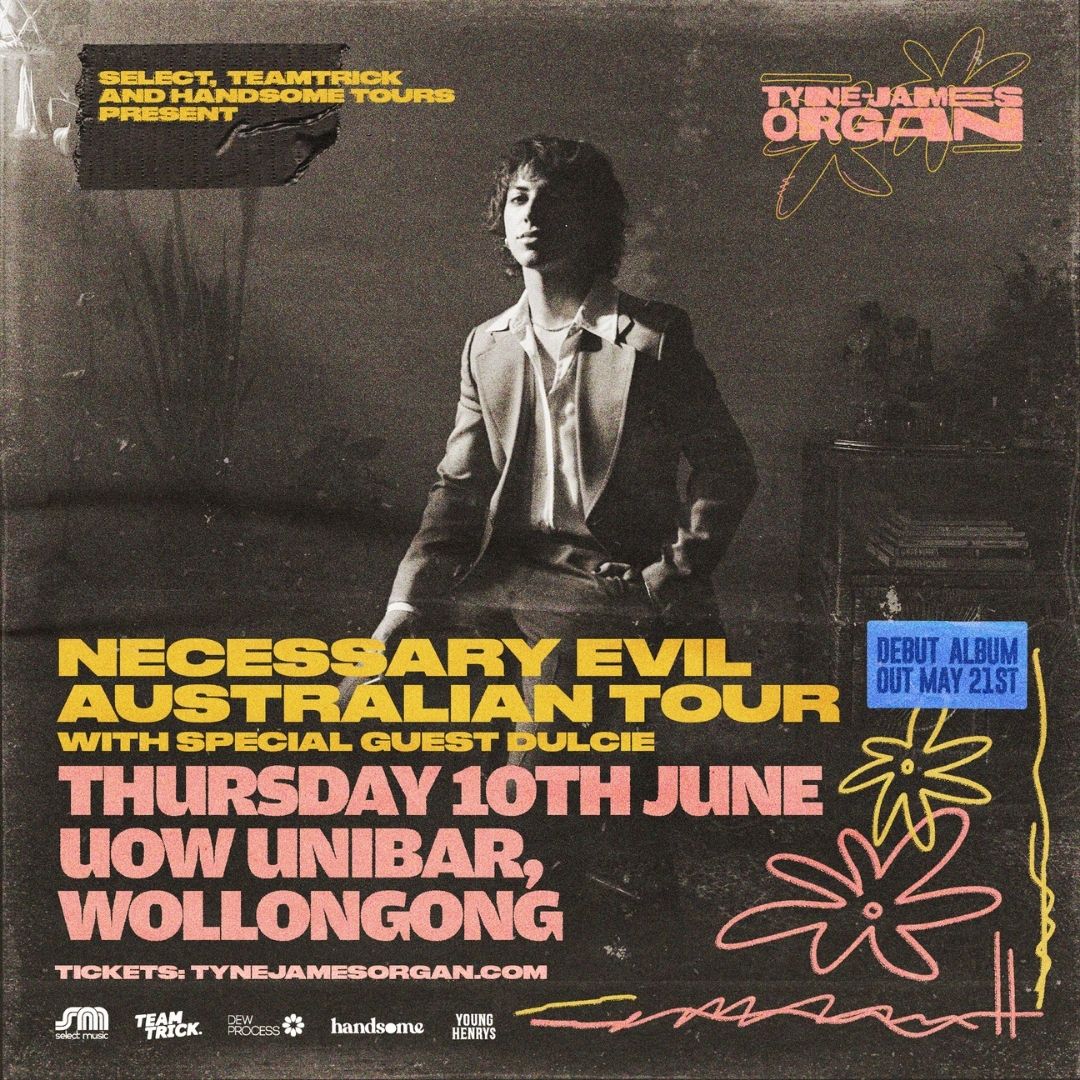 SELECT, TEAMTRICK
AND HANDSOME TOURS
PRESENT
TYNE-JAMES
ORGAN
NECESSARY EVIL
AUSTRALIAN TOUR
WITH SPECIAL GUEST DULCIE
DEBUT ALBUM
OUT MAY 21ST
THURSDAY 10TH JUNE
UOW UNIBAR,
WOLLONGONG
TICKETS: TYNEJAMESORGAN.COM
sm
select music
TEAM
TRICK.
DEW
PROCESS
handsome
YOUNG
HENRYS